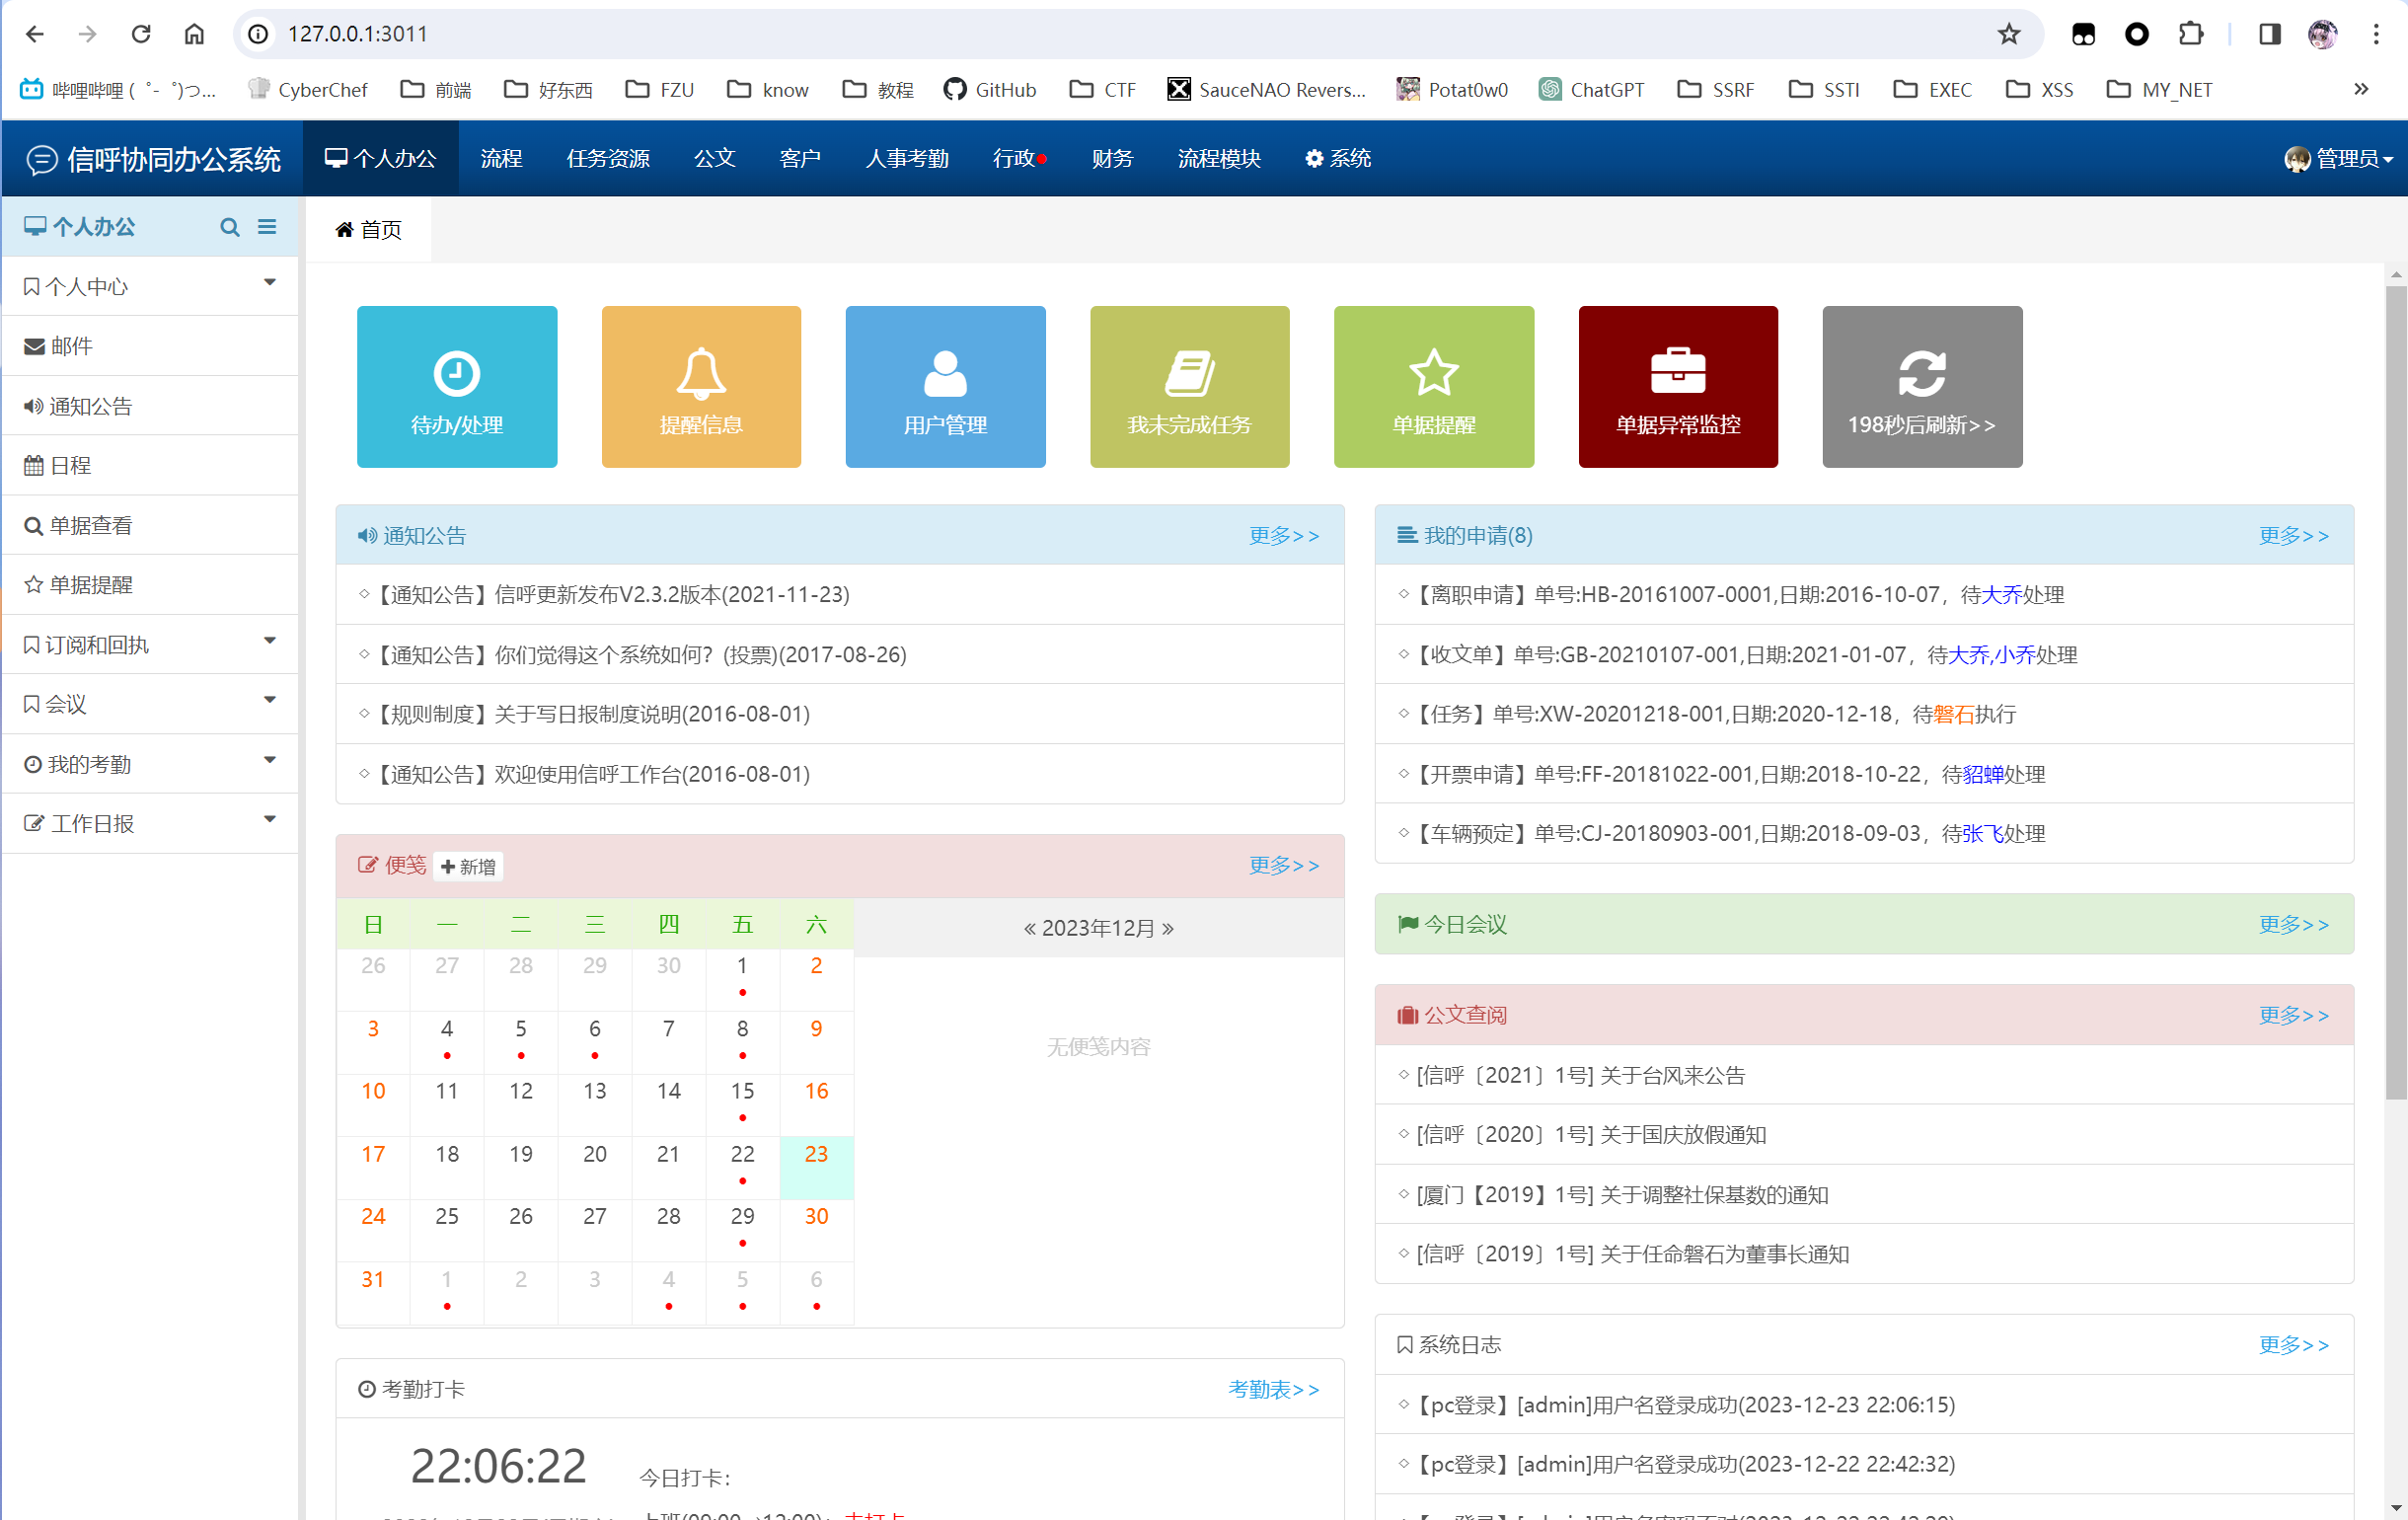 127.0.0.1:3011
哔哩哔哩 (゜-゜)つ... CyberChef 前端 好东西 FZU know 教程 GitHub CTF SauceNAO Revers... Potat0w0 ChatGPT SSRF SSTI EXEC XSS MY_NET »
信呼协同办公系统 个人办公 流程 任务资源 公文 客户 人事考勤 行政 财务 流程模块 系统 管理员
个人办公
个人中心
邮件
通知公告
日程
单据查看
单据提醒
订阅和回执
会议
我的考勤
工作日报
首页
待办/处理 提醒信息 用户管理 我未完成任务 单据提醒 单据异常监控 198秒后刷新>>
通知公告 更多>>
◇【通知公告】信呼更新发布V2.3.2版本(2021-11-23)
◇【通知公告】你们觉得这个系统如何？(投票)(2017-08-26)
◇【规则制度】关于写日报制度说明(2016-08-01)
◇【通知公告】欢迎使用信呼工作台(2016-08-01)
便笺 新增 更多>>
日 一 二 三 四 五 六
26 27 28 29 30 1 2
3 4 5 6 7 8 9
10 11 12 13 14 15 16
17 18 19 20 21 22 23
24 25 26 27 28 29 30
31 1 2 3 4 5 6
« 2023年12月 »
无便笺内容
考勤打卡 考勤表>>
22:06:22
今日打卡：
我的申请(8) 更多>>
◇【离职申请】单号:HB-20161007-0001,日期:2016-10-07，待大乔处理
◇【收文单】单号:GB-20210107-001,日期:2021-01-07，待大乔,小乔处理
◇【任务】单号:XW-20201218-001,日期:2020-12-18，待磐石执行
◇【开票申请】单号:FF-20181022-001,日期:2018-10-22，待貂蝉处理
◇【车辆预定】单号:CJ-20180903-001,日期:2018-09-03，待张飞处理
今日会议 更多>>
公文查阅 更多>>
◇ [信呼〔2021〕1号] 关于台风来公告
◇ [信呼〔2020〕1号] 关于国庆放假通知
◇ [厦门【2019】1号] 关于调整社保基数的通知
◇ [信呼〔2019〕1号] 关于任命磐石为董事长通知
系统日志 更多>>
◇【pc登录】[admin]用户名登录成功(2023-12-23 22:06:15)
◇【pc登录】[admin]用户名登录成功(2023-12-22 22:42:32)